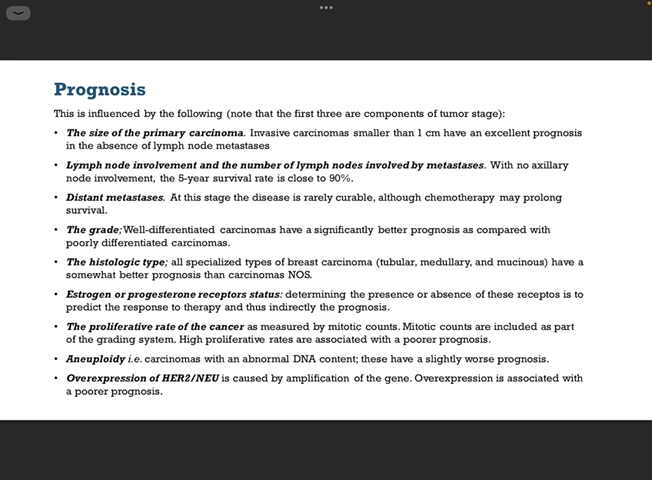 Prognosis
This is influenced by the following (note that the first three are components of tumor stage):
• The size of the primary carcinoma. Invasive carcinomas smaller than 1 cm have an excellent prognosis
in the absence of lymph node metastases
• Lymph node involvement and the number of lymph nodes involved by metastases. With no axillary
node involvement, the 5-year survival rate is close to 90%.
• Distant metastases. At this stage the disease is rarely curable, although chemotherapy may prolong
survival.
• The grade; Well-differentiated carcinomas have a significantly better prognosis as compared with
poorly differentiated carcinomas.
• The histologic type; all specialized types of breast carcinoma (tubular, medullary, and mucinous) have a
somewhat better prognosis than carcinomas NOS.
• Estrogen or progesterone receptors status: determining the presence or absence of these receptos is to
predict the response to therapy and thus indirectly the prognosis.
• The proliferative rate of the cancer as measured by mitotic counts. Mitotic counts are included as part
of the grading system. High proliferative rates are associated with a poorer prognosis.
• Aneuploidy i.e. carcinomas with an abnormal DNA content; these have a slightly worse prognosis.
• Overexpression of HER2/NEU is caused by amplification of the gene. Overexpression is associated with
a poorer prognosis.